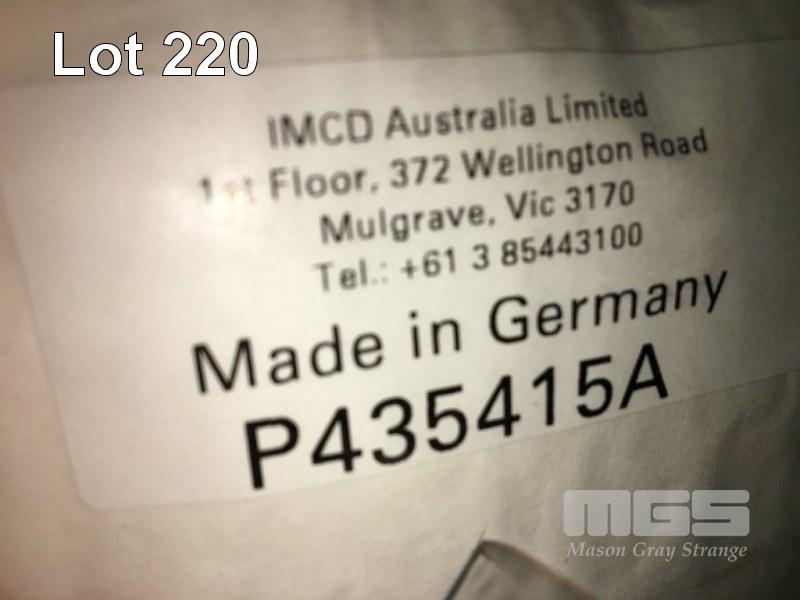 Lot 220
IMCD Australia Limited
1st Floor, 372 Wellington Road
Mulgrave, Vic 3170
Tel.: +61 3 85443100
Made in Germany
P435415A
MGS
Mason Gray Strange